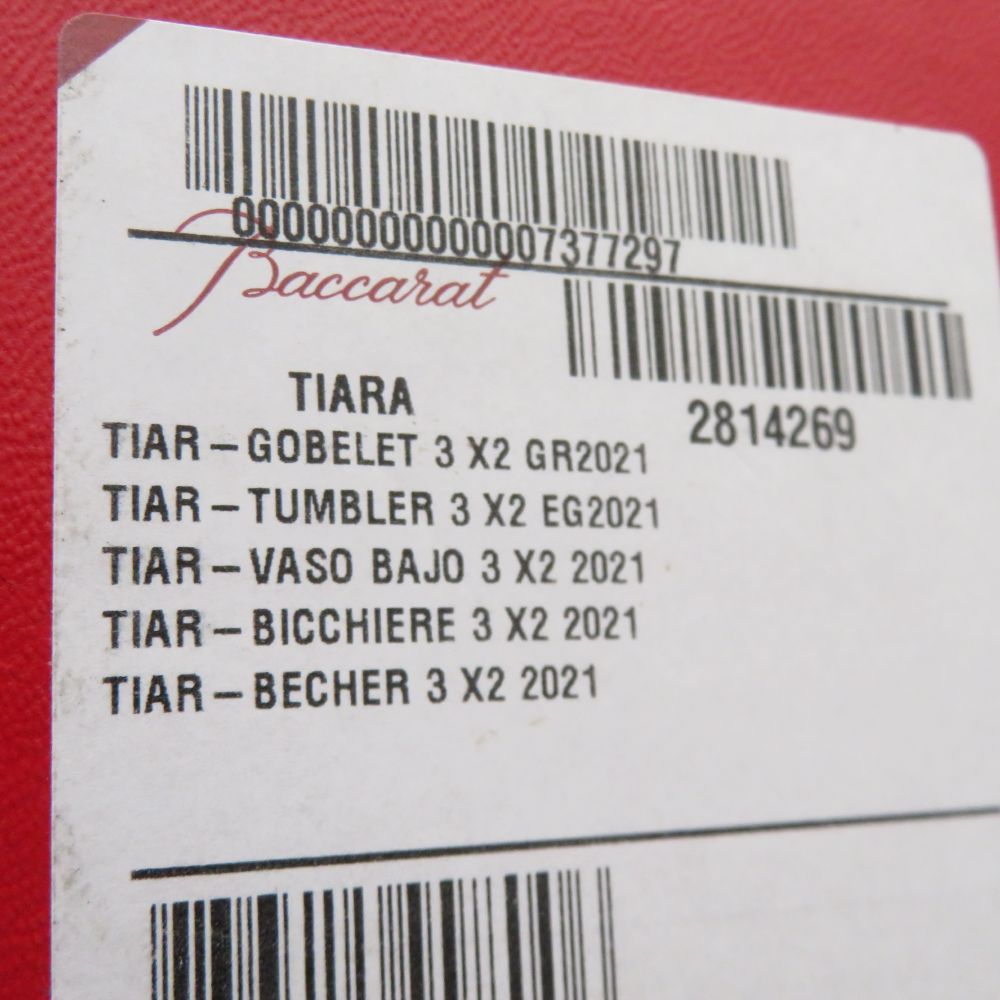 00000000000007377297
Baccarat
2814269
TIARA
TIAR-GOBELET 3 X2 GR2021
TIAR-TUMBLER 3 X2 EG2021
TIAR-VASO BAJO 3 X2 2021
TIAR-BICCHIERE 3 X2 2021
TIAR-BECHER 3 X2 2021